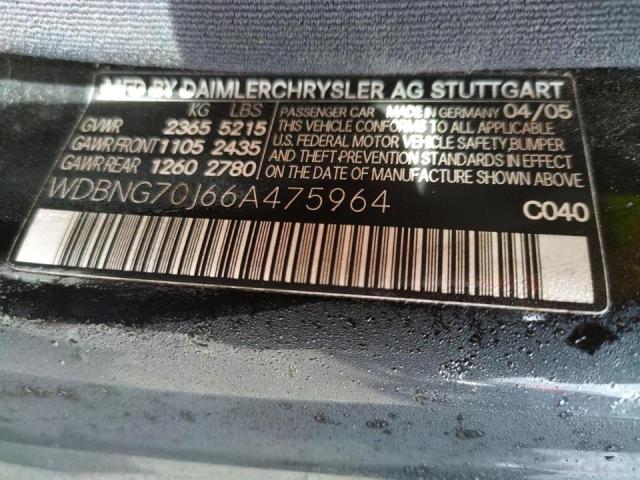 MFD BY DAIMLERCHRYSLER AG STUTTGART
KG LBS
GVWR 2365 5215
GAWR FRONT 1105 2435
GAWR REAR 1260 2780
PASSENGER CAR MADE IN GERMANY 04/05
THIS VEHICLE CONFORMS TO ALL APPLICABLE
U.S. FEDERAL MOTOR VEHICLE SAFETY, BUMPER
AND THEFT-PREVENTION STANDARDS IN EFFECT
ON THE DATE OF MANUFACTURE SHOWN ABOVE
WDBNG70J66A475964
C040